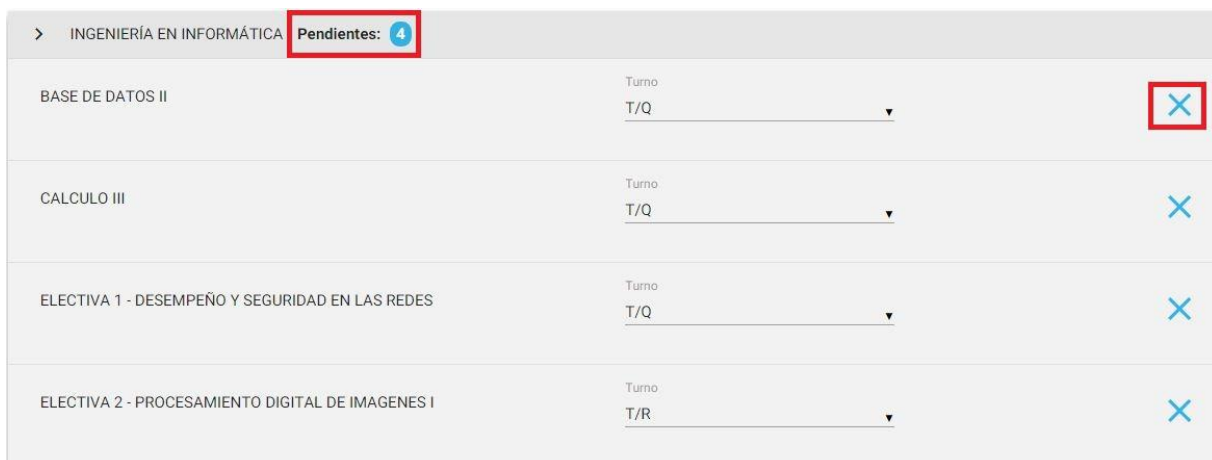 INGENIERÍA EN INFORMÁTICA Pendientes: 4
Turno
BASE DE DATOS II T/Q
Turno
CALCULO III T/Q
Turno
ELECTIVA 1 - DESEMPEÑO Y SEGURIDAD EN LAS REDES T/Q
Turno
ELECTIVA 2 - PROCESAMIENTO DIGITAL DE IMAGENES I T/R